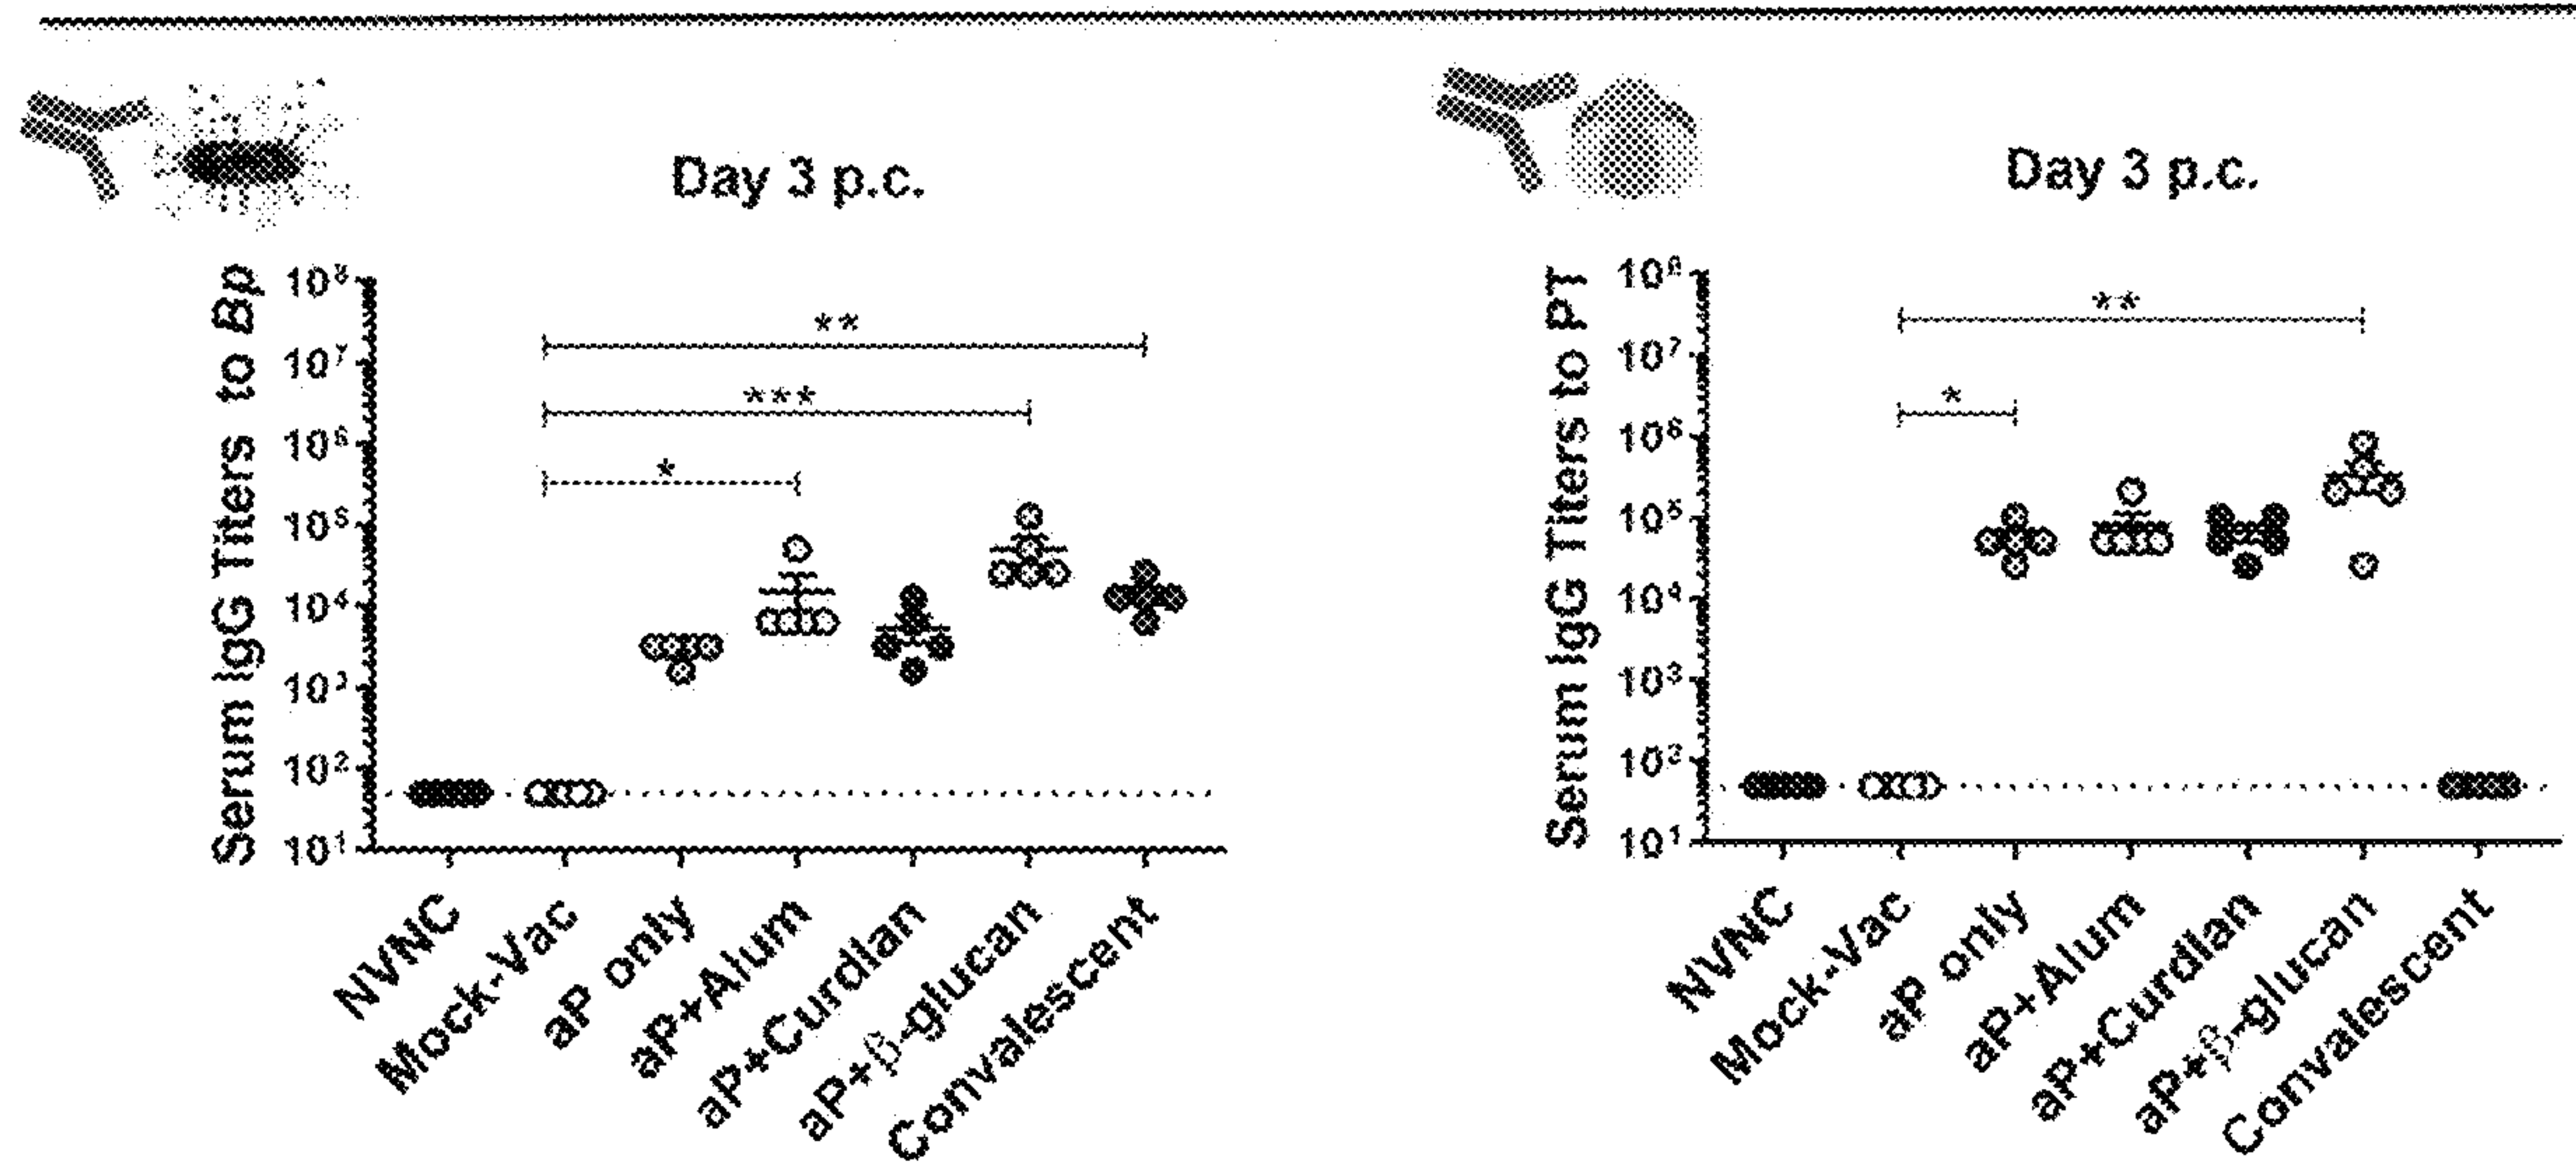 Day 3 p.c.
Serum IgG Titers to Bp
10⁸
10⁷
10⁶
10⁵
10⁴
10³
10²
10¹
**
***
*
NVNC
Mock-Vac
aP only
aP+Alum
aP+Curdlan
aP+β-glucan
Convalescent
Day 3 p.c.
Serum IgG Titers to PT
10⁸
10⁷
10⁶
10⁵
10⁴
10³
10²
10¹
**
*
NVNC
Mock-Vac
aP only
aP+Alum
aP+Curdlan
aP+β-glucan
Convalescent